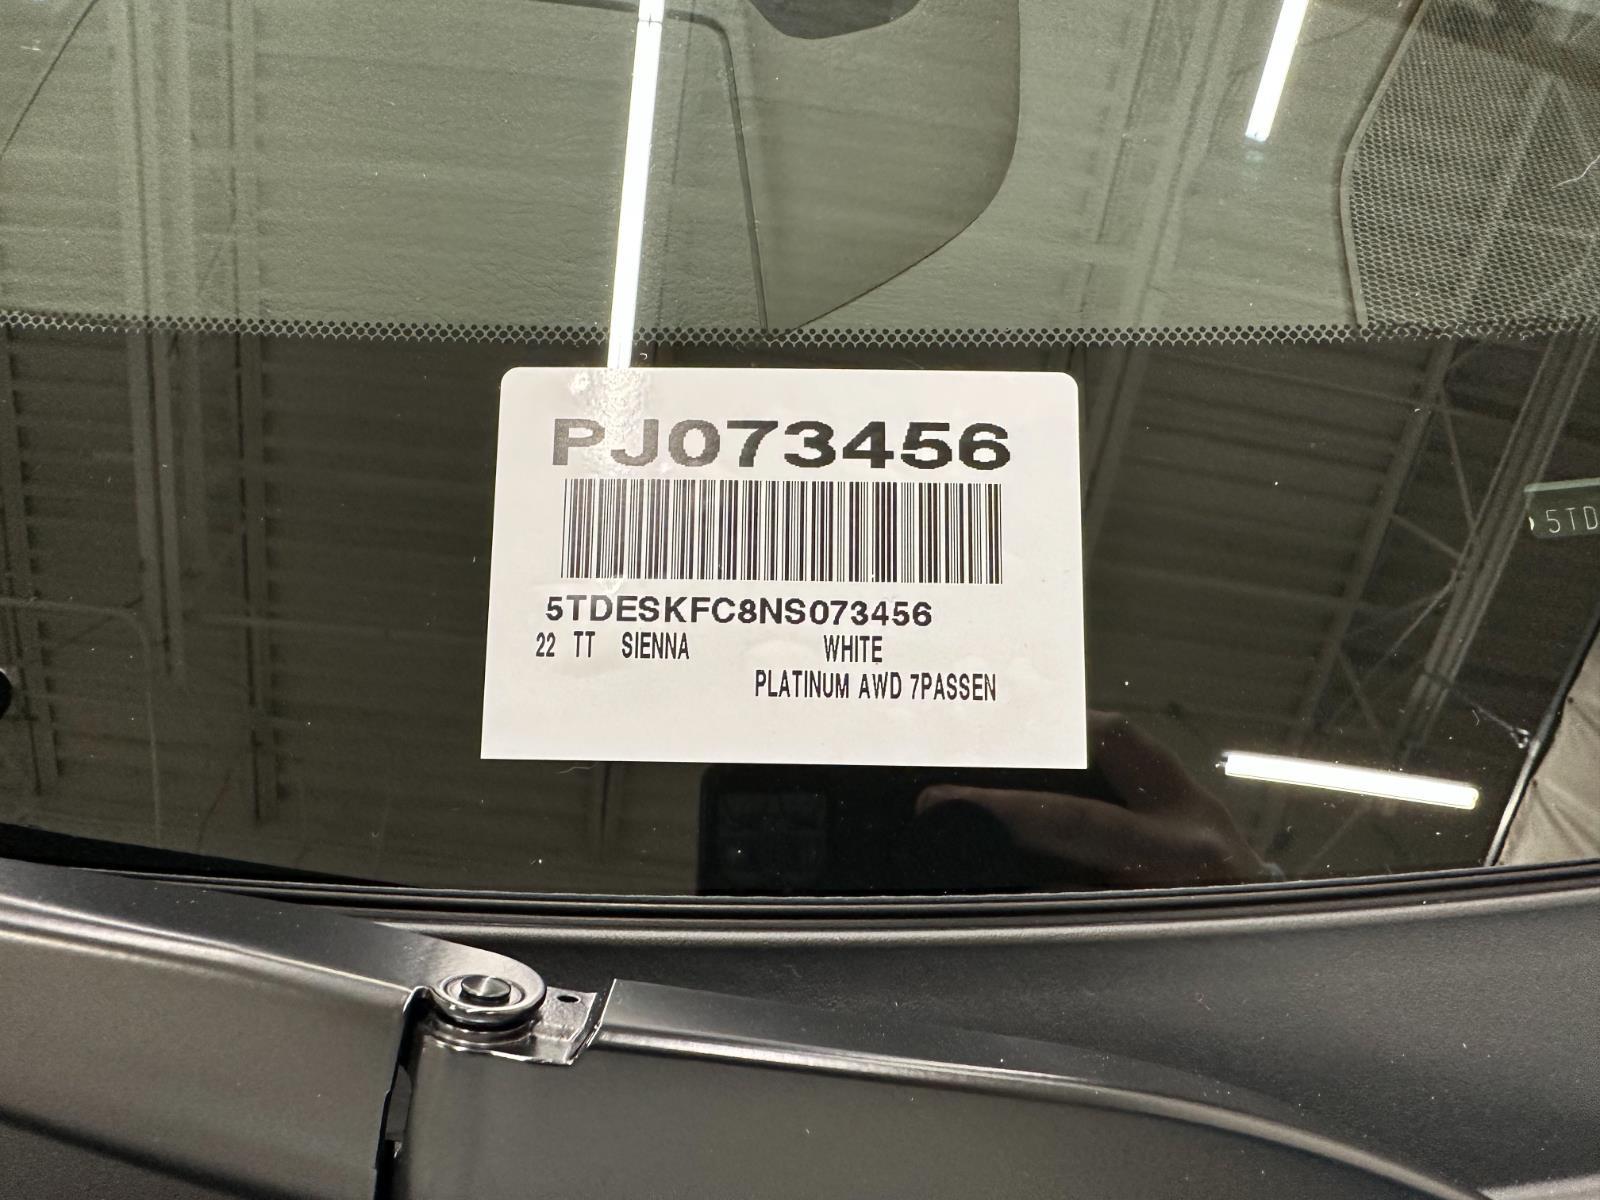 PJ073456
5TDESKFC8NS073456
22 TT SIENNA WHITE
PLATINUM AWD 7PASSEN
5TD